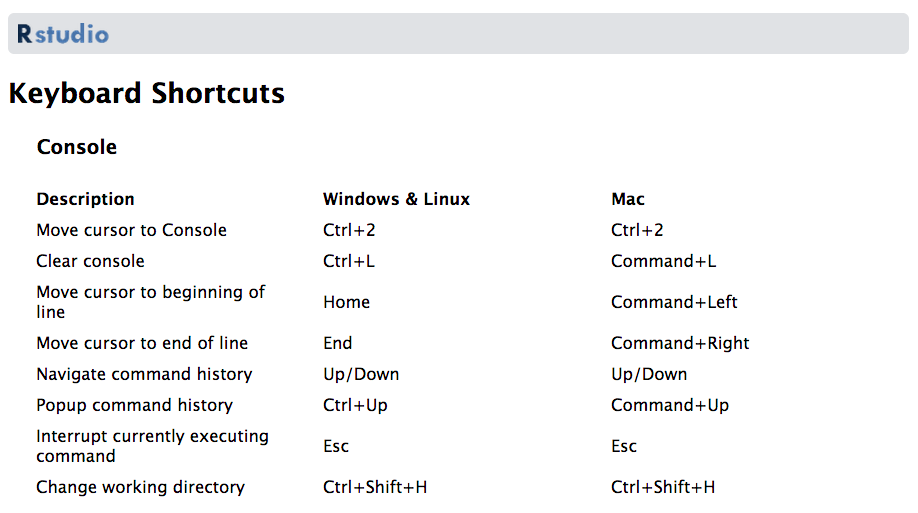 Rstudio
Keyboard Shortcuts
Console
Description Windows & Linux Mac
Move cursor to Console Ctrl+2 Ctrl+2
Clear console Ctrl+L Command+L
Move cursor to beginning of
line Home Command+Left
Move cursor to end of line End Command+Right
Navigate command history Up/Down Up/Down
Popup command history Ctrl+Up Command+Up
Interrupt currently executing
command Esc Esc
Change working directory Ctrl+Shift+H Ctrl+Shift+H